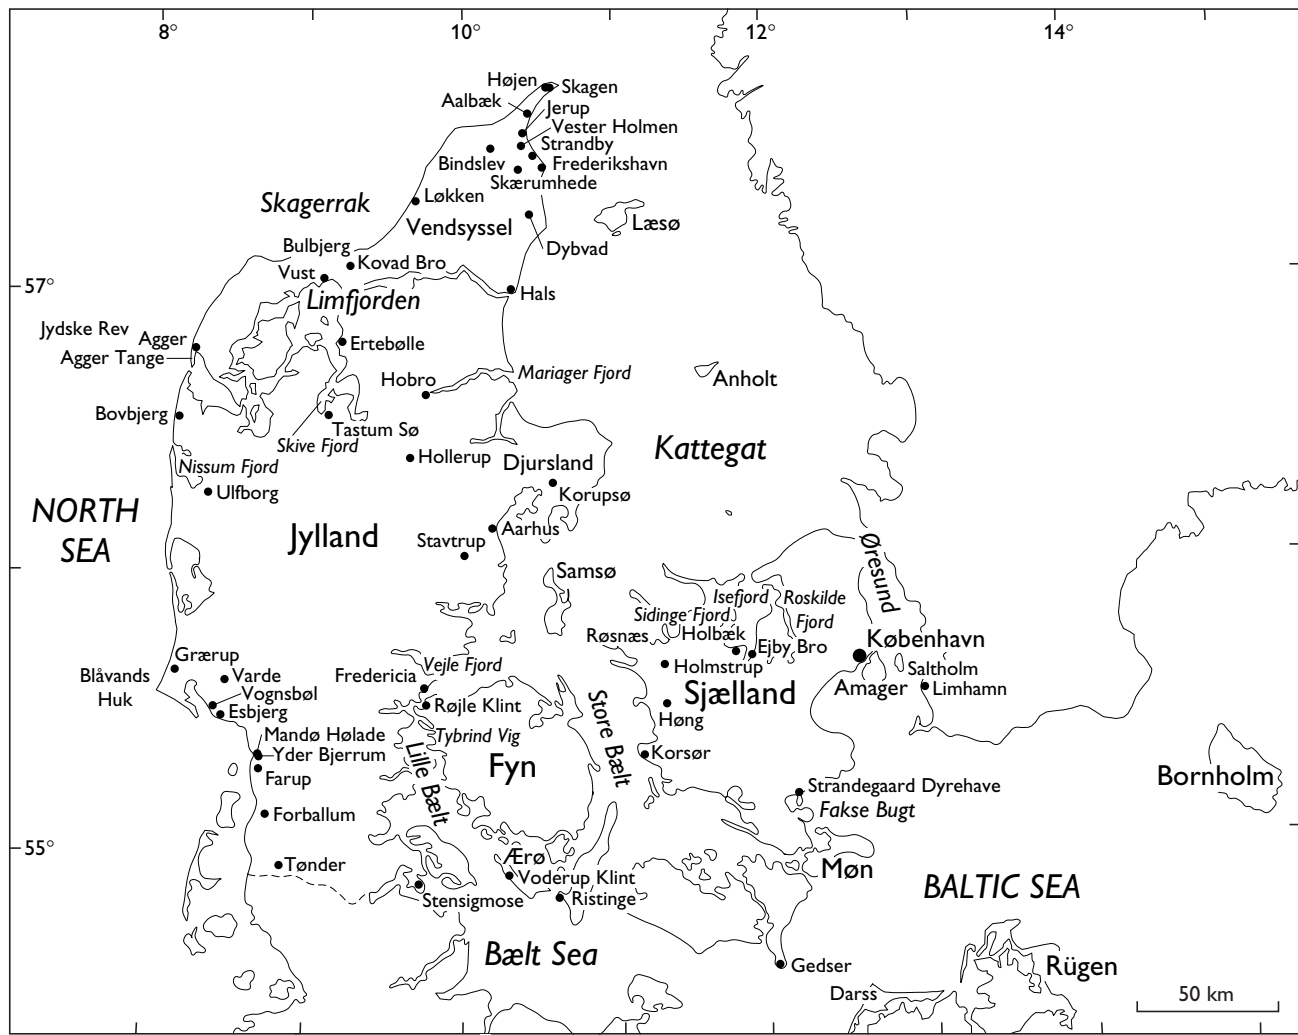 8°
10°
12°
14°
Højen
Skagen
Aalbæk
Jerup
Vester Holmen
Strandby
Bindslev
Frederikshavn
Skærumhede
Skagerrak
Løkken
Vendsyssel
Læsø
Dybvad
Bulbjerg
Kovad Bro
Vust
57°
Limfjorden
Hals
Jydske Rev
Agger
Agger Tange
Ertebølle
Hobro
Mariager Fjord
Anholt
Bovbjerg
Tastum Sø
Skive Fjord
Kattegat
Nissum Fjord
Hollerup
Djursland
Ulfborg
Korupsø
NORTH
SEA
Jylland
Aarhus
Stavtrup
Øresund
Samsø
Isefjord
Roskilde
Fjord
Sidinge Fjord
Røsnæs
Holbæk
Ejby Bro
København
Grærup
Blåvands
Huk
Varde
Vejle Fjord
Fredericia
Holmstrup
Sjælland
Saltholm
Amager
Limhamn
Vognsbøl
Esbjerg
Røjle Klint
Høng
Mandø Hølade
Tybrind Vig
Yder Bjerrum
Store Bælt
Korsør
Farup
Lille Bælt
Fyn
Bornholm
Strandegaard Dyrehave
Fakse Bugt
Forballum
55°
Tønder
Ærø
Voderup Klint
Møn
BALTIC SEA
Stensigmose
Ristinge
Bælt Sea
Gedser
Rügen
Darss
50 km